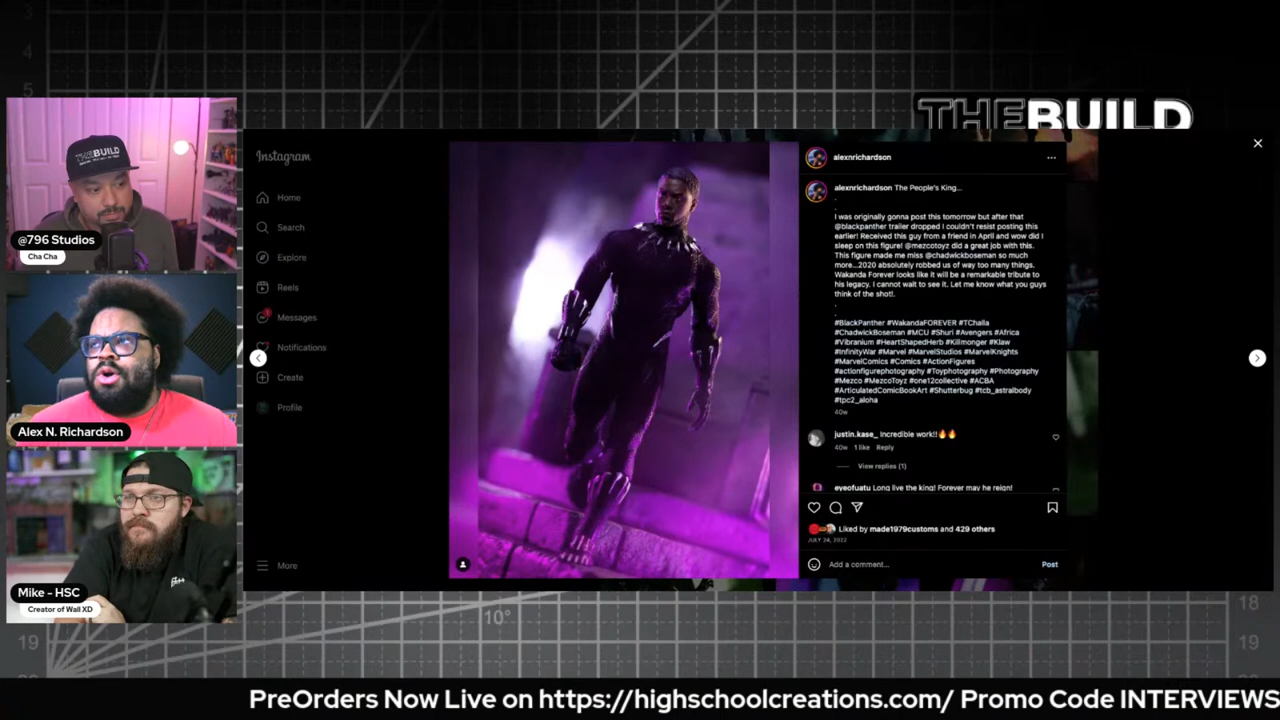 THEBUILD
THEBUILD
@796 Studios
Cha Cha
Alex N. Richardson
Mike - HSC
Creator of Wall XD
Instagram
Home
Search
Explore
Reels
Messages
Notifications
Create
Profile
More
alexnrichardson
alexnrichardson The People's King...
.
.
I was originally gonna post this tomorrow but after that
@blackpanther trailer dropped I couldn't resist posting this
earlier! Received this guy from a friend in April and wow did I
sleep on this figure! @mezcotoyz did a great job with this.
This figure made me miss @chadwickboseman so much
more...2020 absolutely robbed us of way too many things.
Wakanda Forever looks like it will be a remarkable tribute to
his legacy. I cannot wait to see it. Let me know what you guys
think of the shot!.
.
.
#BlackPanther #WakandaFOREVER #TChalla
#ChadwickBoseman #MCU #Shuri #Avengers #Africa
#Vibranium #HeartShapedHerb #Killmonger #Klaw
#InfinityWar #Marvel #MarvelStudios #MarvelKnights
#MarvelComics #Comics #ActionFigures
#actionfigurephotography #Toyphotography #Photography
#Mezco #MezcoToyz #one12collective #ACBA
#ArticulatedComicBookArt #Shutterbug #tcb_astralbody
#tpc2_aloha
40w
justin.kase_ Incredible work!!🔥🔥
40w 1 like Reply
View replies (1)
eyeofuatu Long live the king! Forever may he reign!
Liked by made1979customs and 429 others
JULY 24, 2022
Add a comment...
Post
3
4
5
10°
18
19
19
PreOrders Now Live on https://highschoolcreations.com/ Promo Code INTERVIEWS